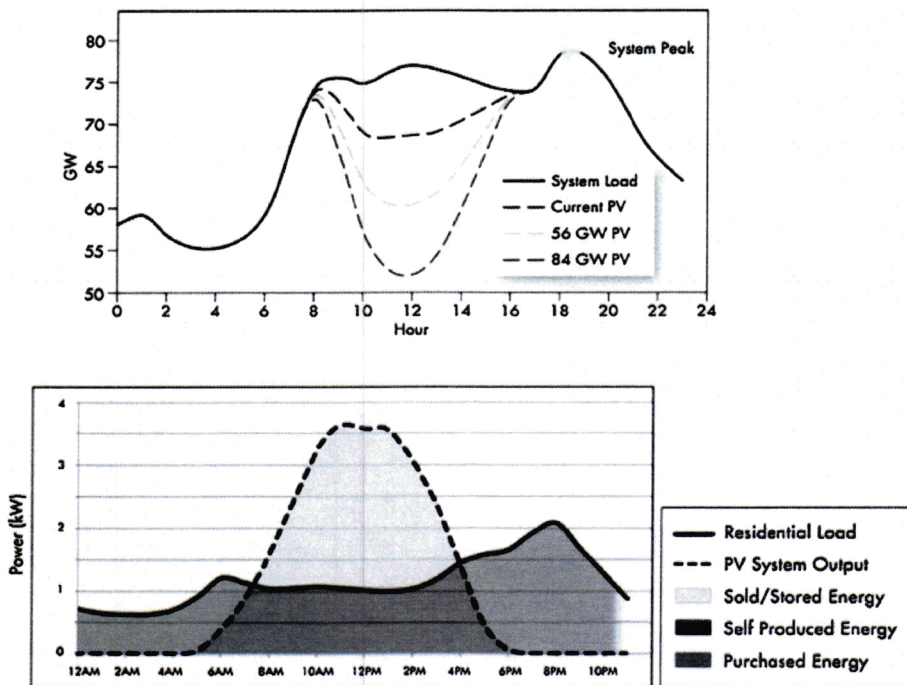 80
System Peak
75
70
65
GW
60
55
50
System Load
Current PV
56 GW PV
84 GW PV
0 2 4 6 8 10 12 14 16 18 20 22 24
Hour
4
3
2
1
0
Power (kW)
12AM 2AM 4AM 6AM 8AM 10AM 12PM 2PM 4PM 6PM 8PM 10PM
Residential Load
PV System Output
Sold/Stored Energy
Self Produced Energy
Purchased Energy